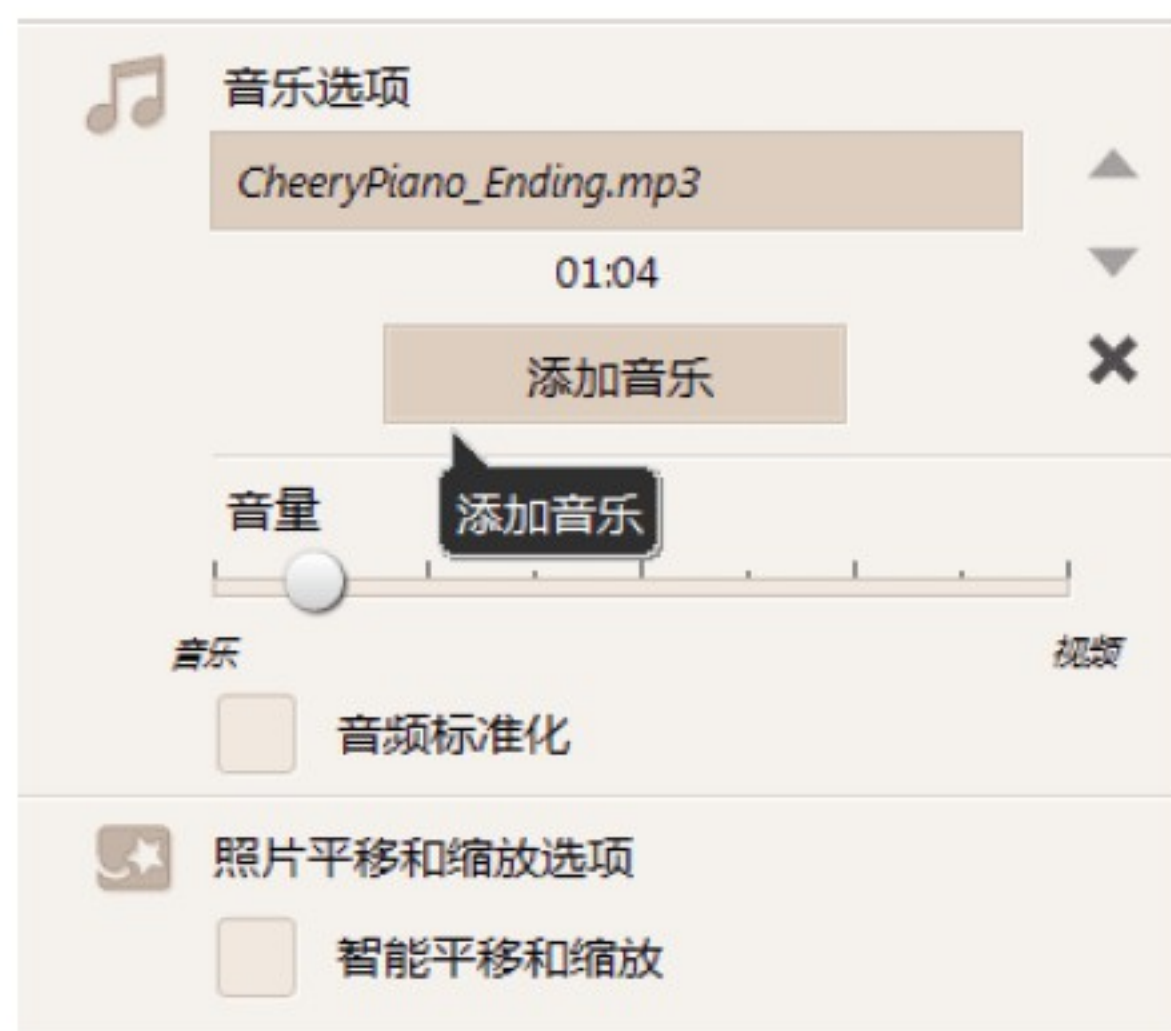 音乐选项
CheeryPiano_Ending.mp3
01:04
添加音乐
音量
添加音乐
音乐
视频
音频标准化
照片平移和缩放选项
智能平移和缩放